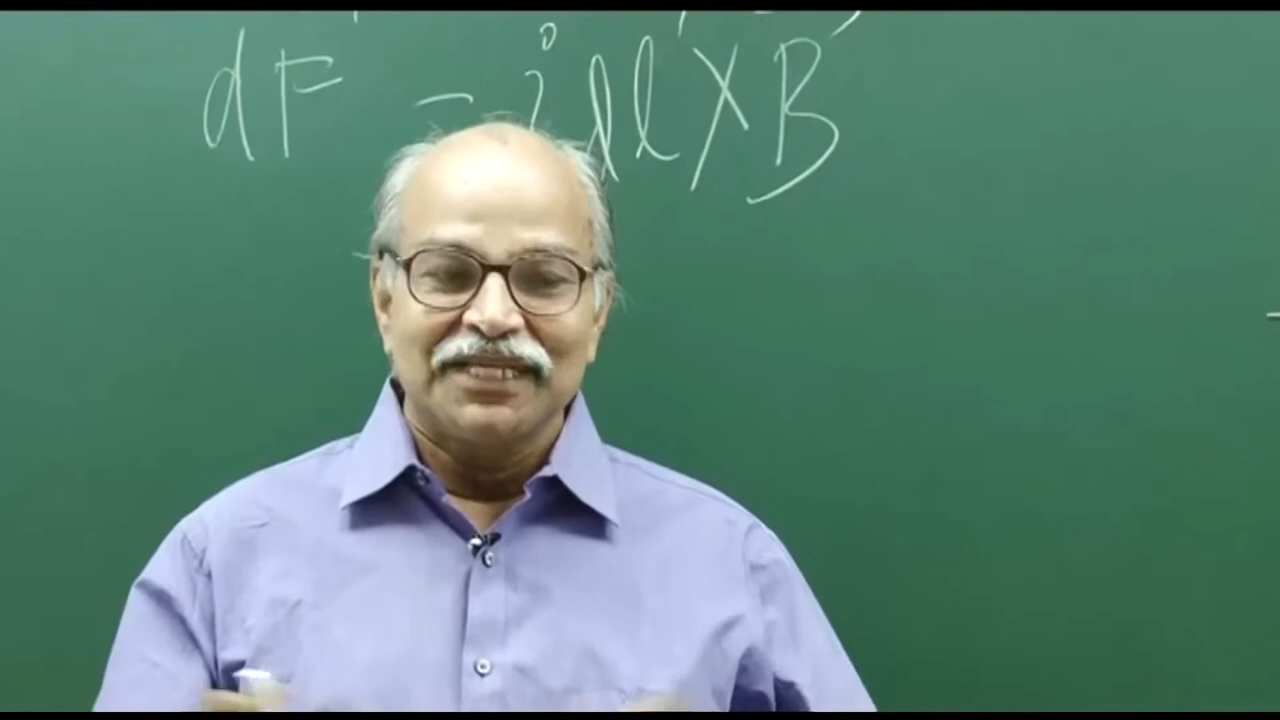 dF = i dl × B